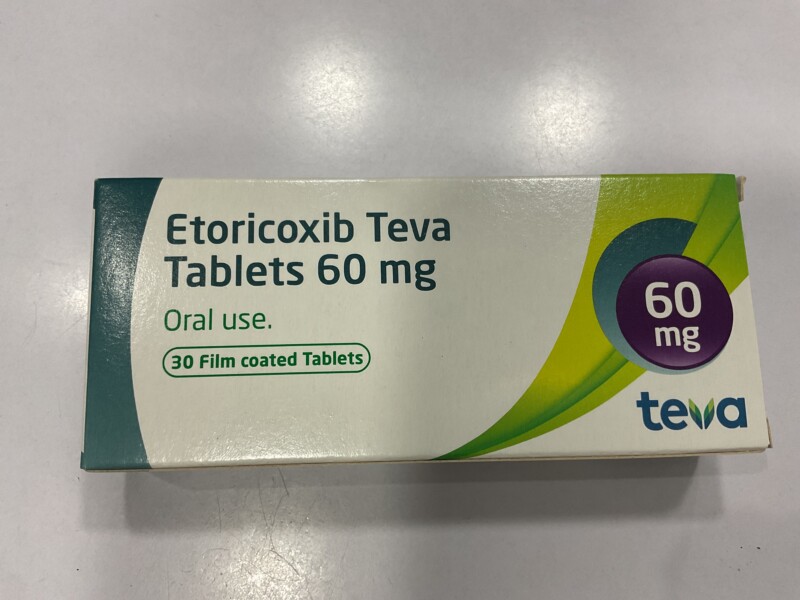 Etoricoxib Teva
Tablets 60 mg
Oral use.
30 Film coated Tablets
60
mg
teva